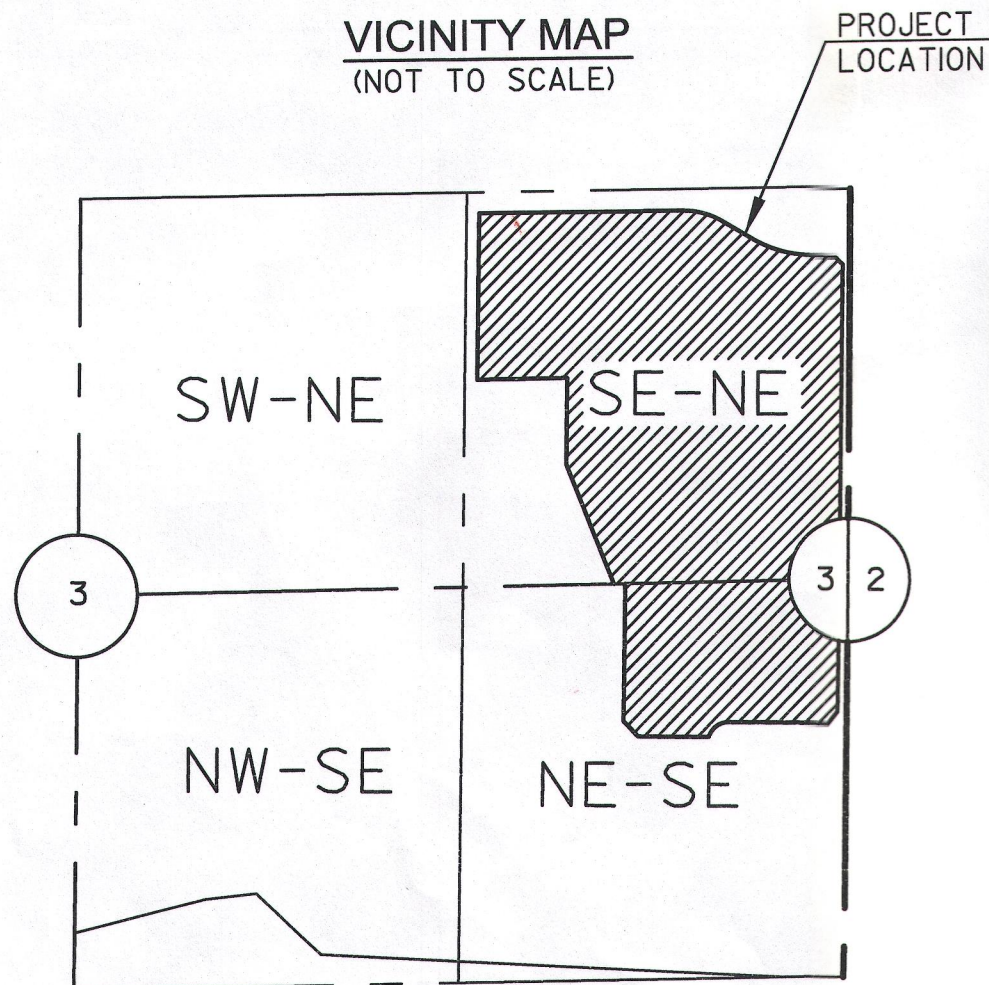 VICINITY MAP
(NOT TO SCALE)
PROJECT
LOCATION
SW-NE
SE-NE
3
3 2
NW-SE
NE-SE